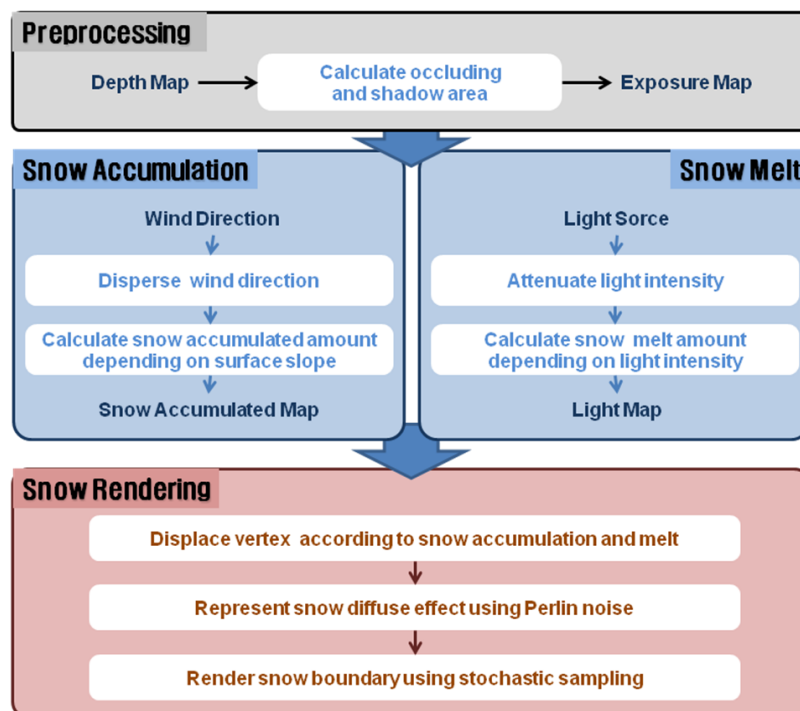 Preprocessing
Depth Map
Calculate occluding
and shadow area
Exposure Map
Snow Accumulation
Wind Direction
Disperse wind direction
Calculate snow accumulated amount
depending on surface slope
Snow Accumulated Map
Snow Melt
Light Sorce
Attenuate light intensity
Calculate snow melt amount
depending on light intensity
Light Map
Snow Rendering
Displace vertex according to snow accumulation and melt
Represent snow diffuse effect using Perlin noise
Render snow boundary using stochastic sampling